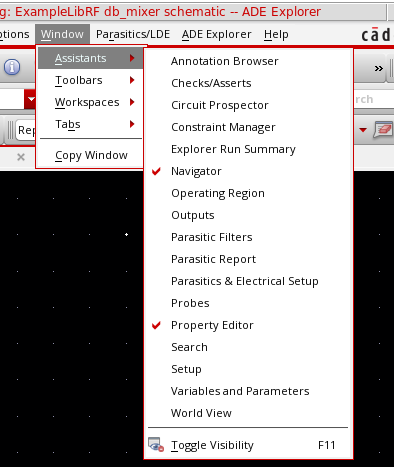 g: ExampleLibRF db_mixer schematic -- ADE Explorer
ptions Window Parasitics/LDE ADE Explorer Help cād
Assistants
Toolbars
Workspaces
Tabs
Copy Window
Annotation Browser
Checks/Asserts
Circuit Prospector
Constraint Manager
Explorer Run Summary
Navigator
Operating Region
Outputs
Parasitic Filters
Parasitic Report
Parasitics & Electrical Setup
Probes
Property Editor
Search
Setup
Variables and Parameters
World View
Toggle Visibility F11
»
rch
Rep